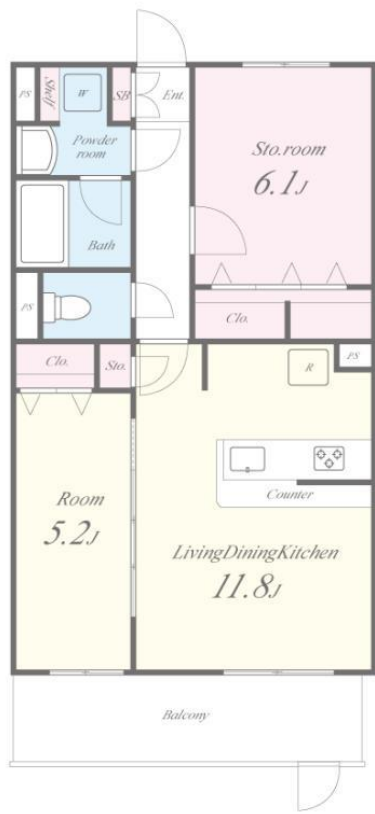 PS
Shelf
W
SB
Ent.
Powder
room
Sto.room
6.1J
Bath
PS
Clo.
Clo.
Sto.
R
PS
Counter
Room
5.2J
LivingDiningKitchen
11.8J
Balcony